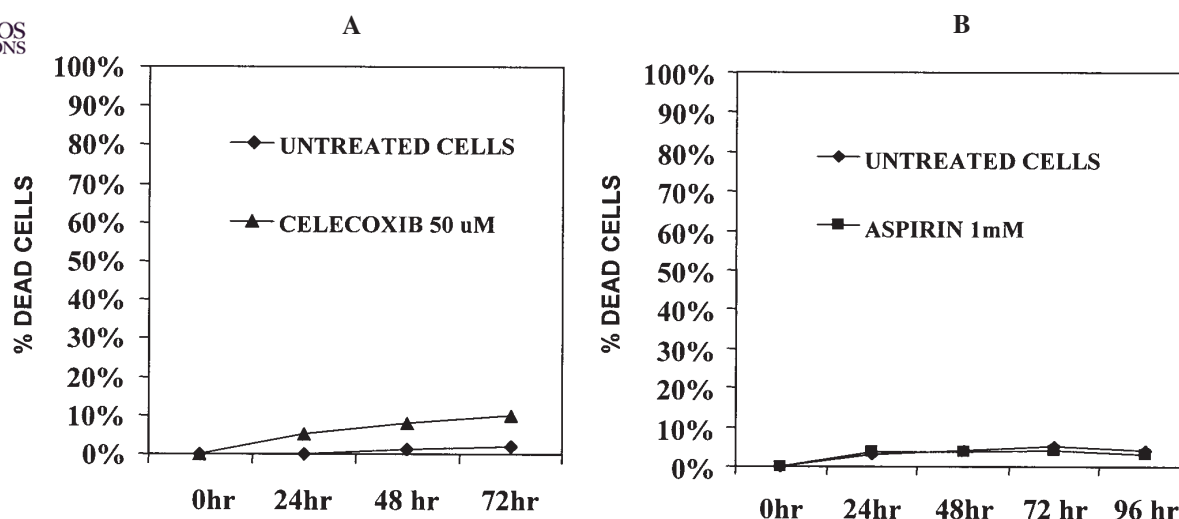 OS
ONS
A
100%
90%
80%
70%
60%
50%
40%
30%
20%
10%
0%
% DEAD CELLS
UNTREATED CELLS
CELECOXIB 50 uM
0hr 24hr 48 hr 72hr
B
100%
90%
80%
70%
60%
50%
40%
30%
20%
10%
0%
% DEAD CELLS
UNTREATED CELLS
ASPIRIN 1mM
0hr 24hr 48hr 72 hr 96 hr